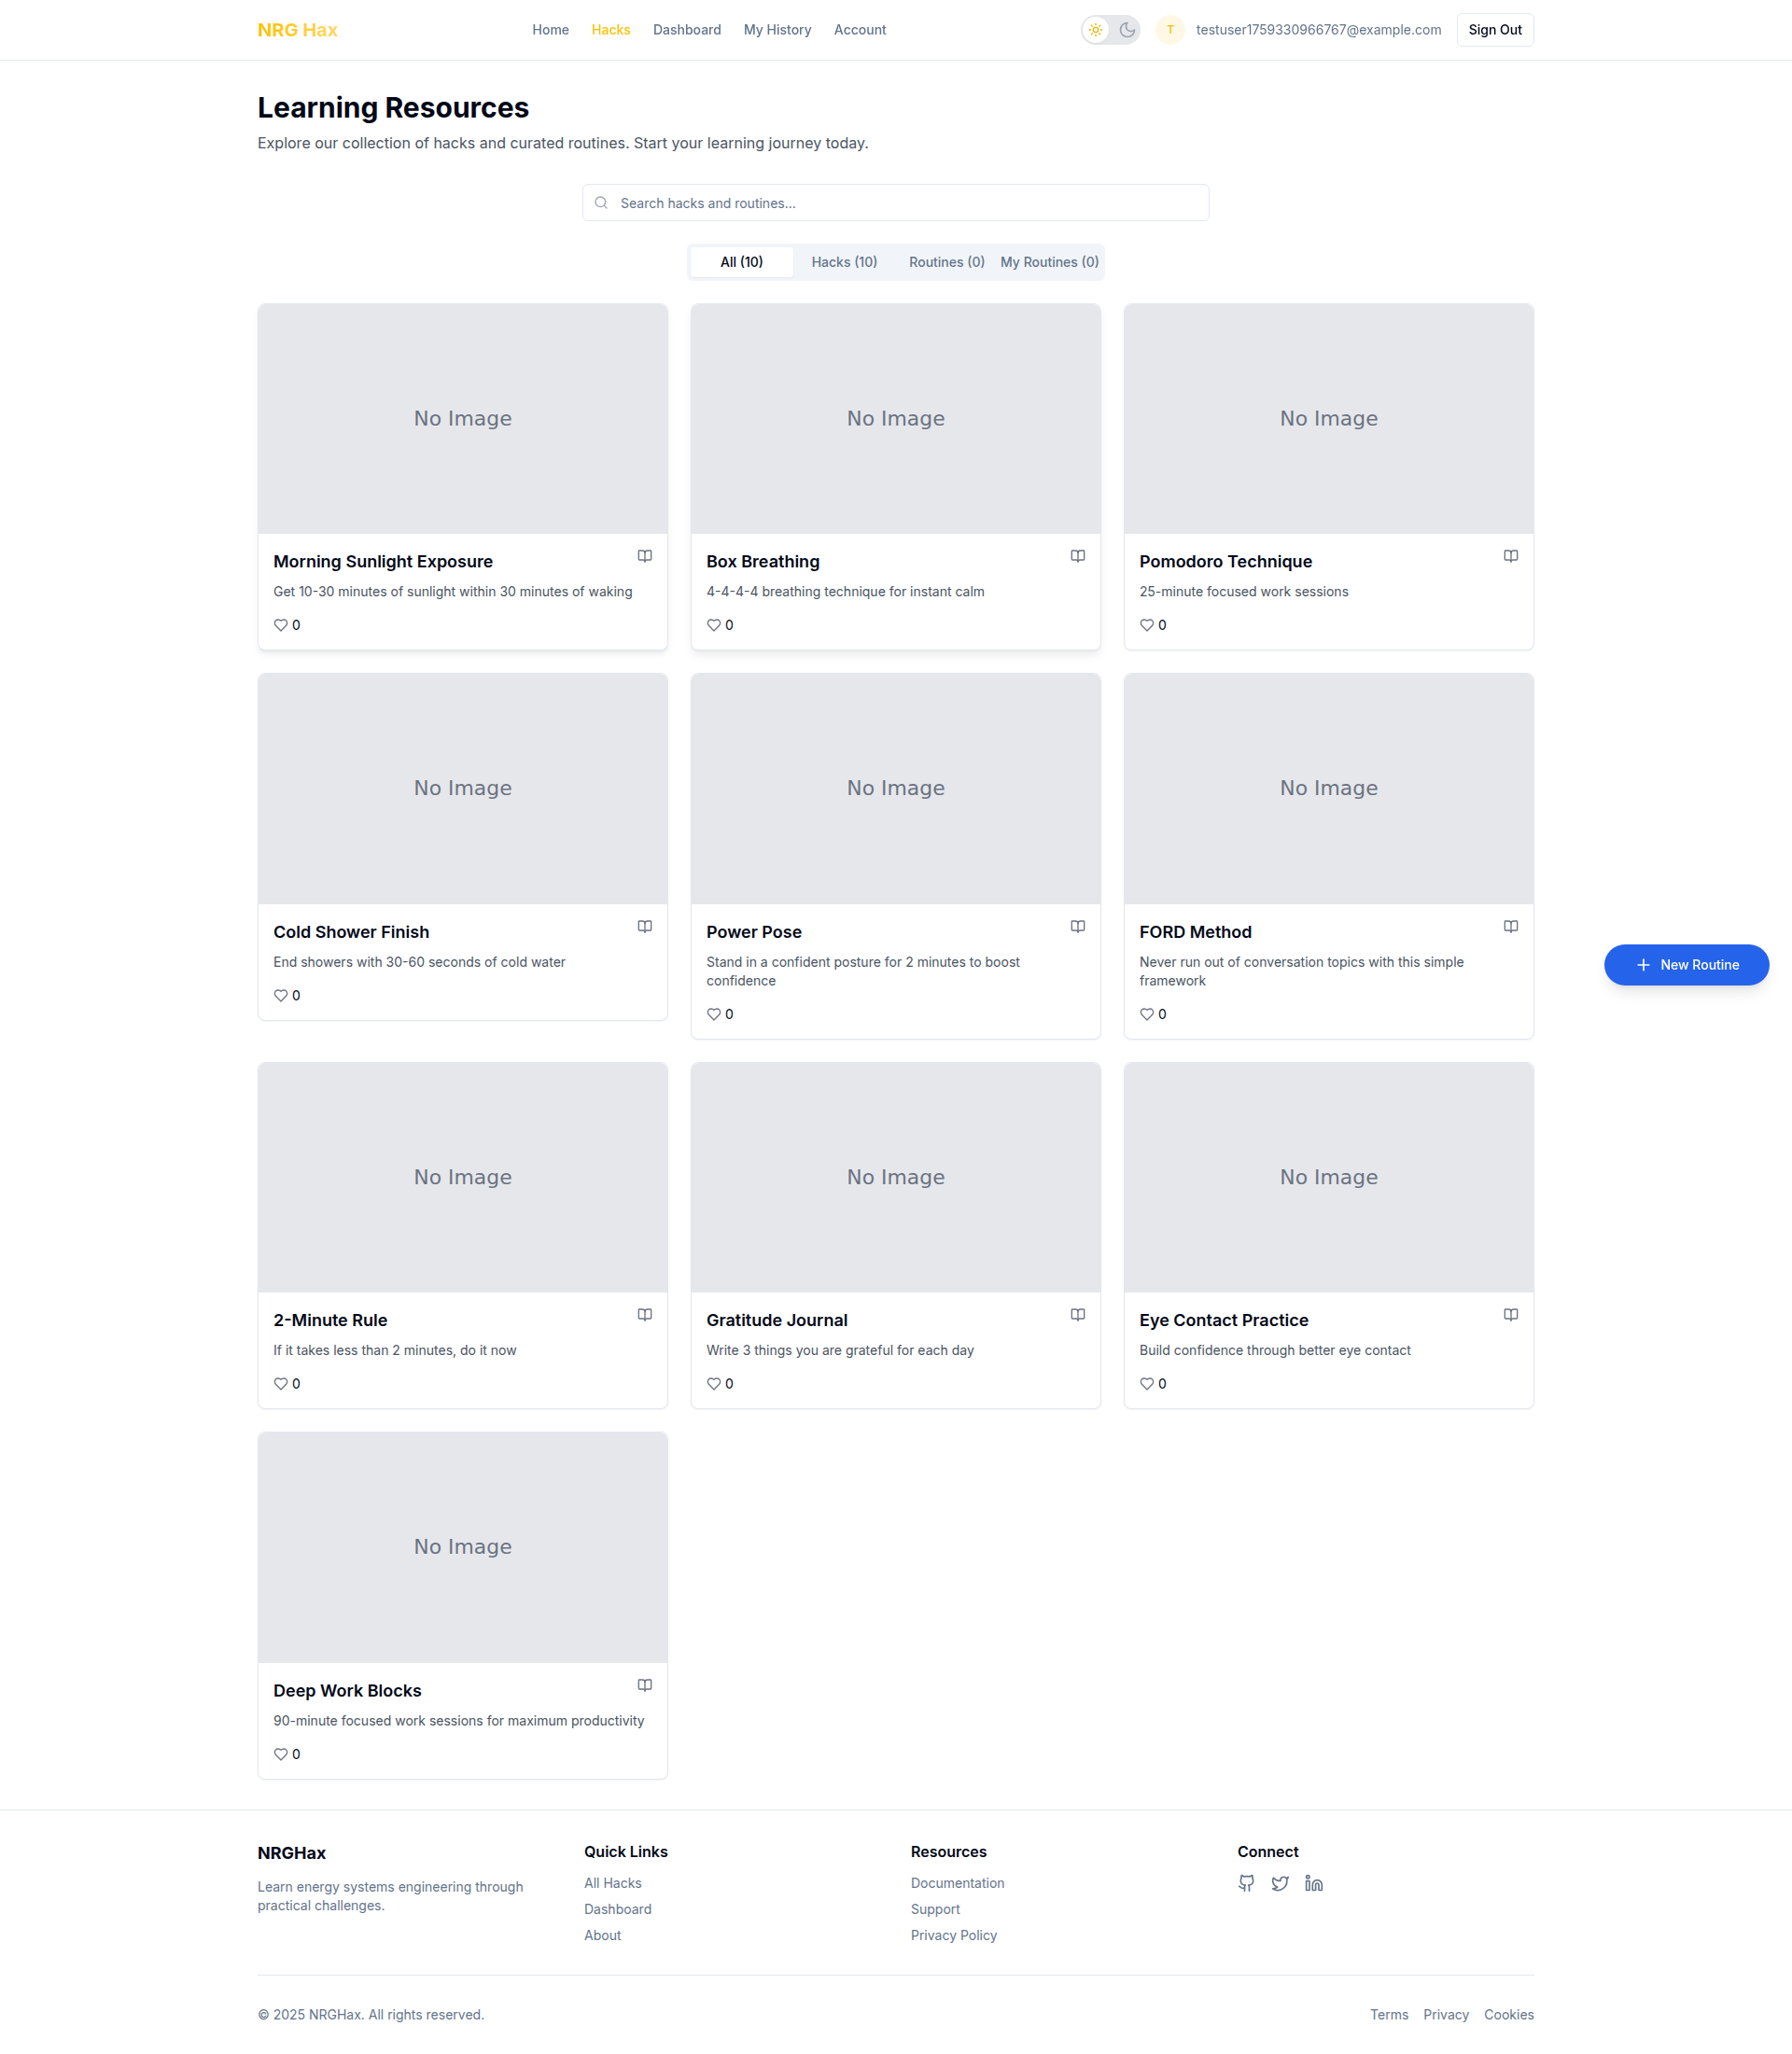 NRG Hax
Home
Hacks
Dashboard
My History
Account
T
testuser1759330966767@example.com
Sign Out
Learning Resources
Explore our collection of hacks and curated routines. Start your learning journey today.
Search hacks and routines...
All (10)
Hacks (10)
Routines (0)
My Routines (0)
No Image
No Image
No Image
Morning Sunlight Exposure
Get 10-30 minutes of sunlight within 30 minutes of waking
0
Box Breathing
4-4-4-4 breathing technique for instant calm
0
Pomodoro Technique
25-minute focused work sessions
0
No Image
No Image
No Image
Cold Shower Finish
End showers with 30-60 seconds of cold water
0
Power Pose
Stand in a confident posture for 2 minutes to boost
confidence
0
FORD Method
Never run out of conversation topics with this simple
framework
0
New Routine
No Image
No Image
No Image
2-Minute Rule
If it takes less than 2 minutes, do it now
0
Gratitude Journal
Write 3 things you are grateful for each day
0
Eye Contact Practice
Build confidence through better eye contact
0
No Image
Deep Work Blocks
90-minute focused work sessions for maximum productivity
0
NRGHax
Learn energy systems engineering through
practical challenges.
Quick Links
All Hacks
Dashboard
About
Resources
Documentation
Support
Privacy Policy
Connect
© 2025 NRGHax. All rights reserved.
Terms
Privacy
Cookies